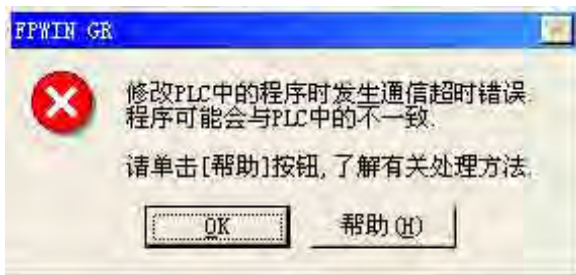 FPWIN GR
修改PLC中的程序时发生通信超时错误.
程序可能会与PLC中的不一致.
请单击[帮助]按钮,了解有关处理方法.
OK
帮助(H)